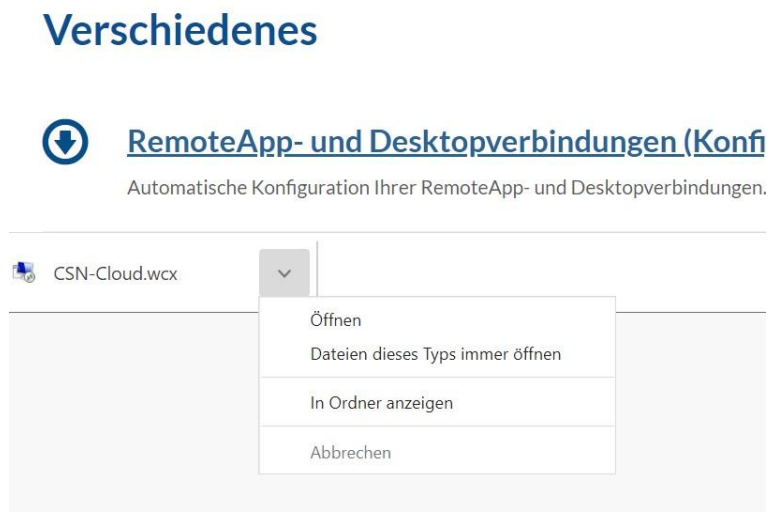 Verschiedenes
RemoteApp- und Desktopverbindungen (Konfi
Automatische Konfiguration Ihrer RemoteApp- und Desktopverbindungen.
CSN-Cloud.wcx
Öffnen
Dateien dieses Typs immer öffnen
In Ordner anzeigen
Abbrechen